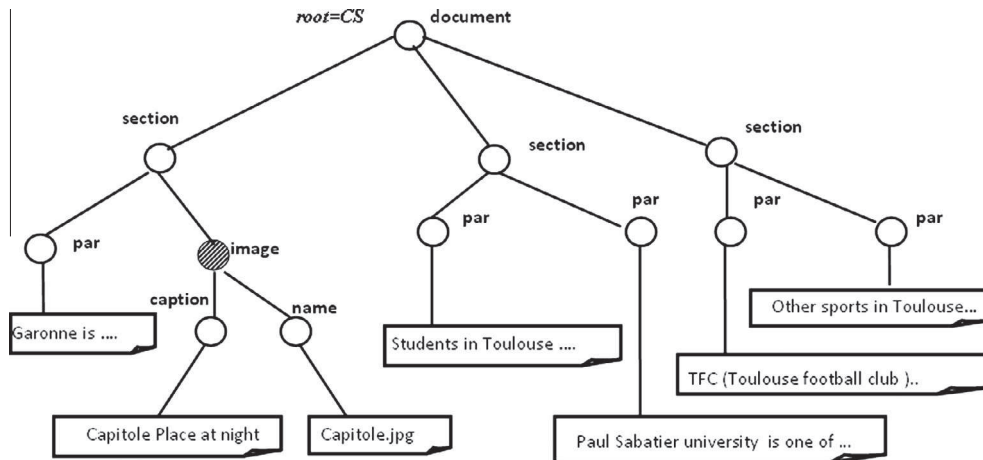 root=CS
document
section
section
section
par
image
par
par
par
par
caption
name
Garonne is ....
Students in Toulouse ....
Other sports in Toulouse...
TFC (Toulouse football club )..
Capitole Place at night
Capitole.jpg
Paul Sabatier university is one of ...